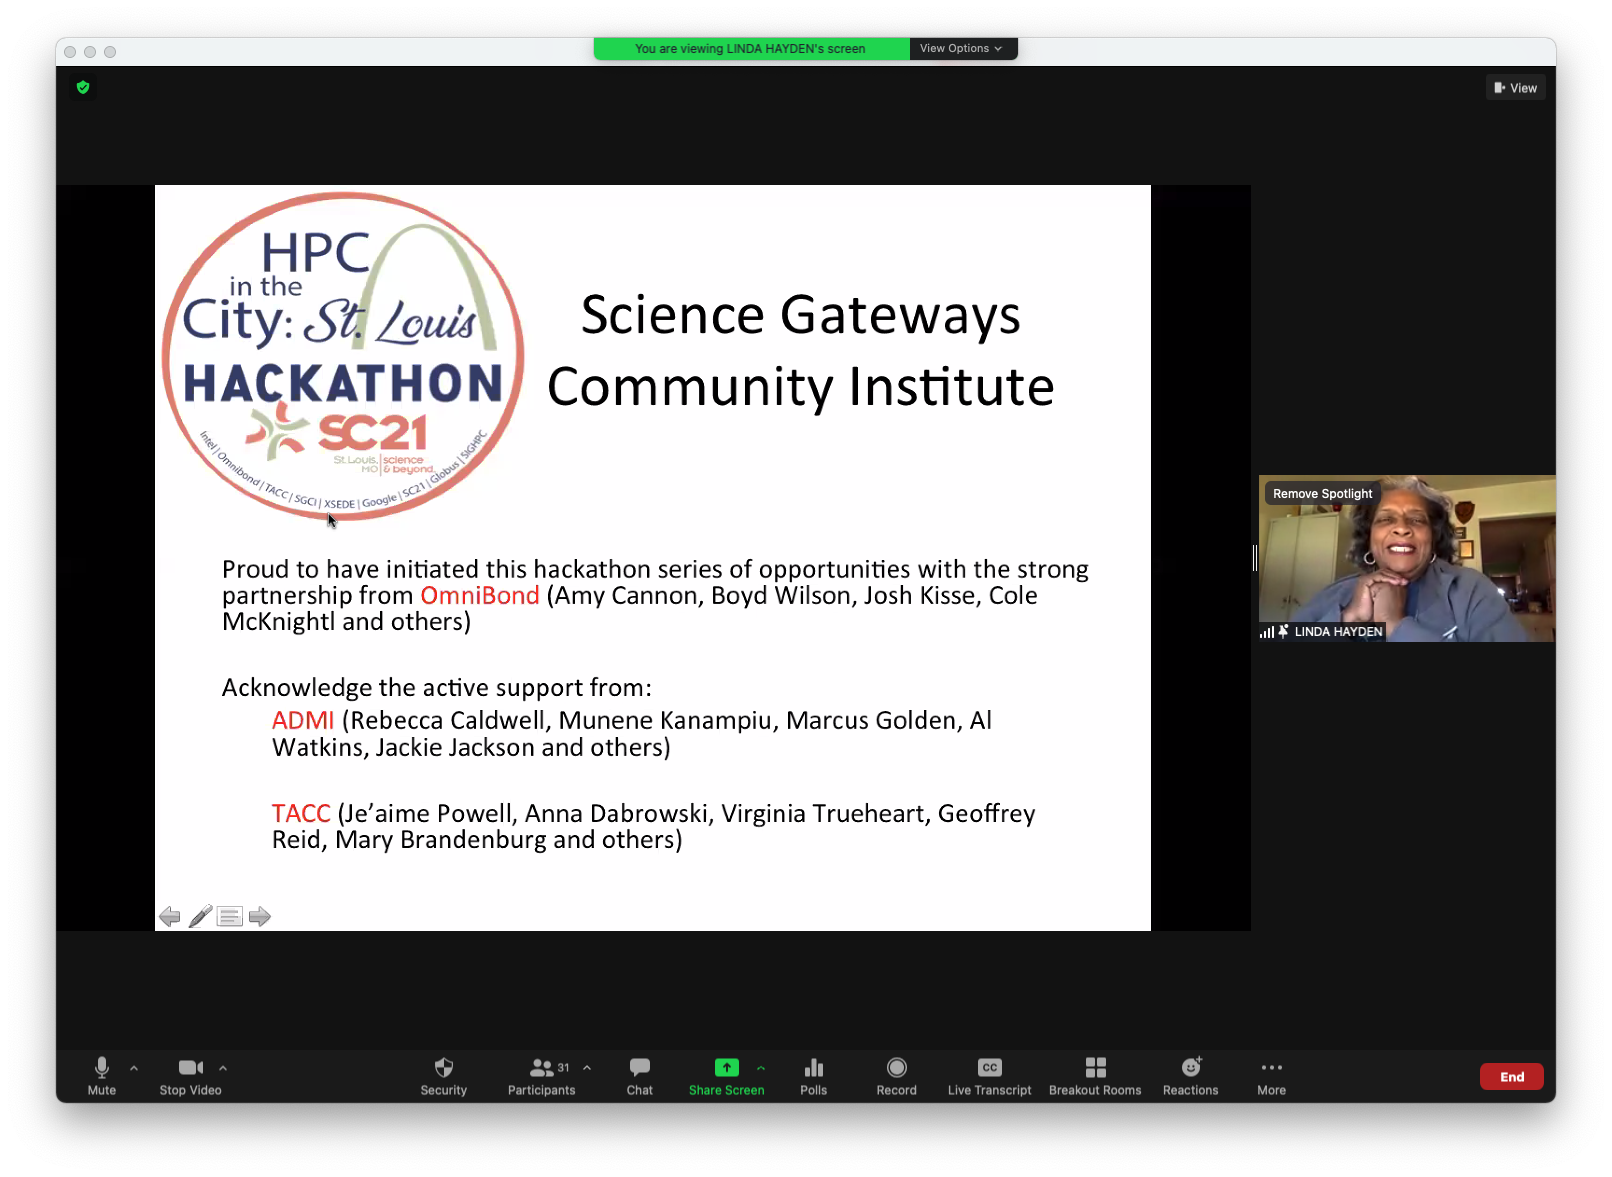 You are viewing LINDA HAYDEN's screen
View Options
View
HPC
in the
City: St. Louis
HACKATHON
SC21
St. Louis, science
MO & beyond.
Intel | Omnibond | TACC | SGCI | XSEDE | Google | SC21 | Globus | SIGHPC
Science Gateways
Community Institute
Remove Spotlight
LINDA HAYDEN
Proud to have initiated this hackathon series of opportunities with the strong
partnership from OmniBond (Amy Cannon, Boyd Wilson, Josh Kisse, Cole
McKnightl and others)
Acknowledge the active support from:
ADMI (Rebecca Caldwell, Munene Kanampiu, Marcus Golden, Al
Watkins, Jackie Jackson and others)
TACC (Je’aime Powell, Anna Dabrowski, Virginia Trueheart, Geoffrey
Reid, Mary Brandenburg and others)
31
CC
Mute Stop Video Security Participants Chat Share Screen Polls Record Live Transcript Breakout Rooms Reactions More End